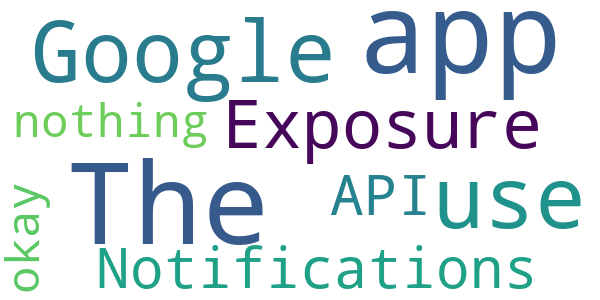 Google app
nothing Exposure
The API use
okay
Notifications